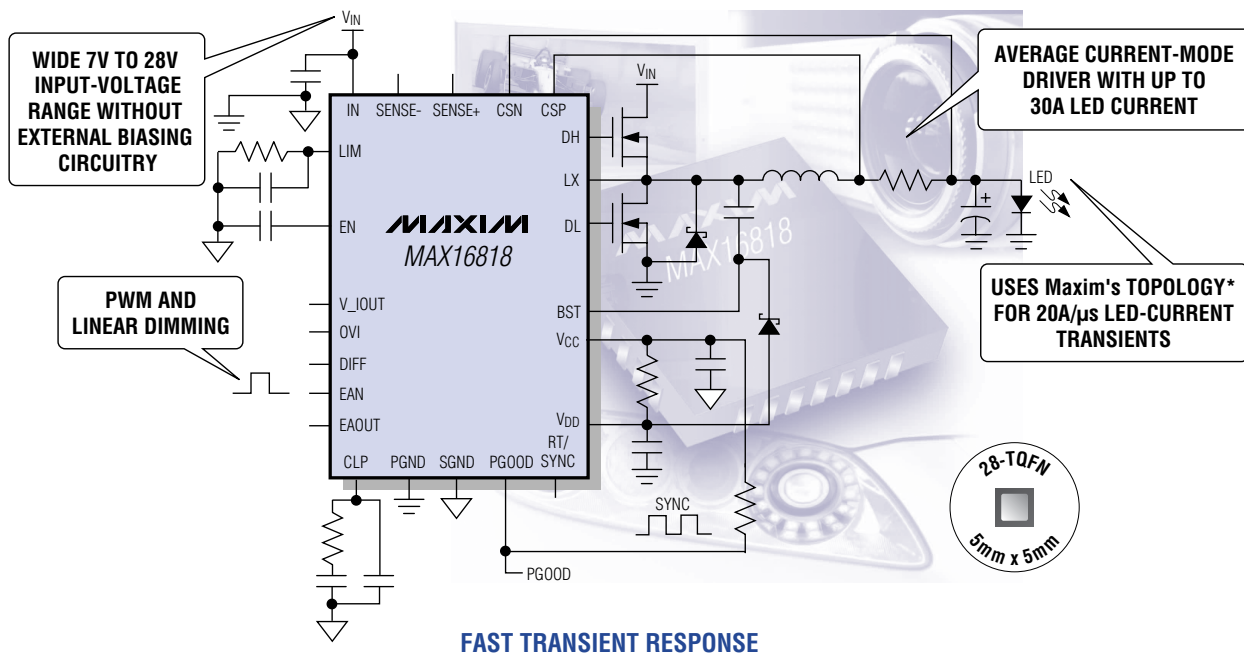 VIN
WIDE 7V TO 28V
INPUT-VOLTAGE
RANGE WITHOUT
EXTERNAL BIASING
CIRCUITRY
AVERAGE CURRENT-MODE
DRIVER WITH UP TO
30A LED CURRENT
VIN
IN SENSE- SENSE+ CSN CSP
LIM
EN
DH
LX
DL
MAXIM
MAX16818
MAXIM
MAX16818
LED
+
USES Maxim's TOPOLOGY*
FOR 20A/µs LED-CURRENT
TRANSIENTS
PWM AND
LINEAR DIMMING
V_IOUT
OVI
DIFF
EAN
EAOUT
BST
VCC
VDD
RT/
SYNC
CLP PGND SGND PGOOD
SYNC
PGOOD
28-TQFN
5mm x 5mm
FAST TRANSIENT RESPONSE